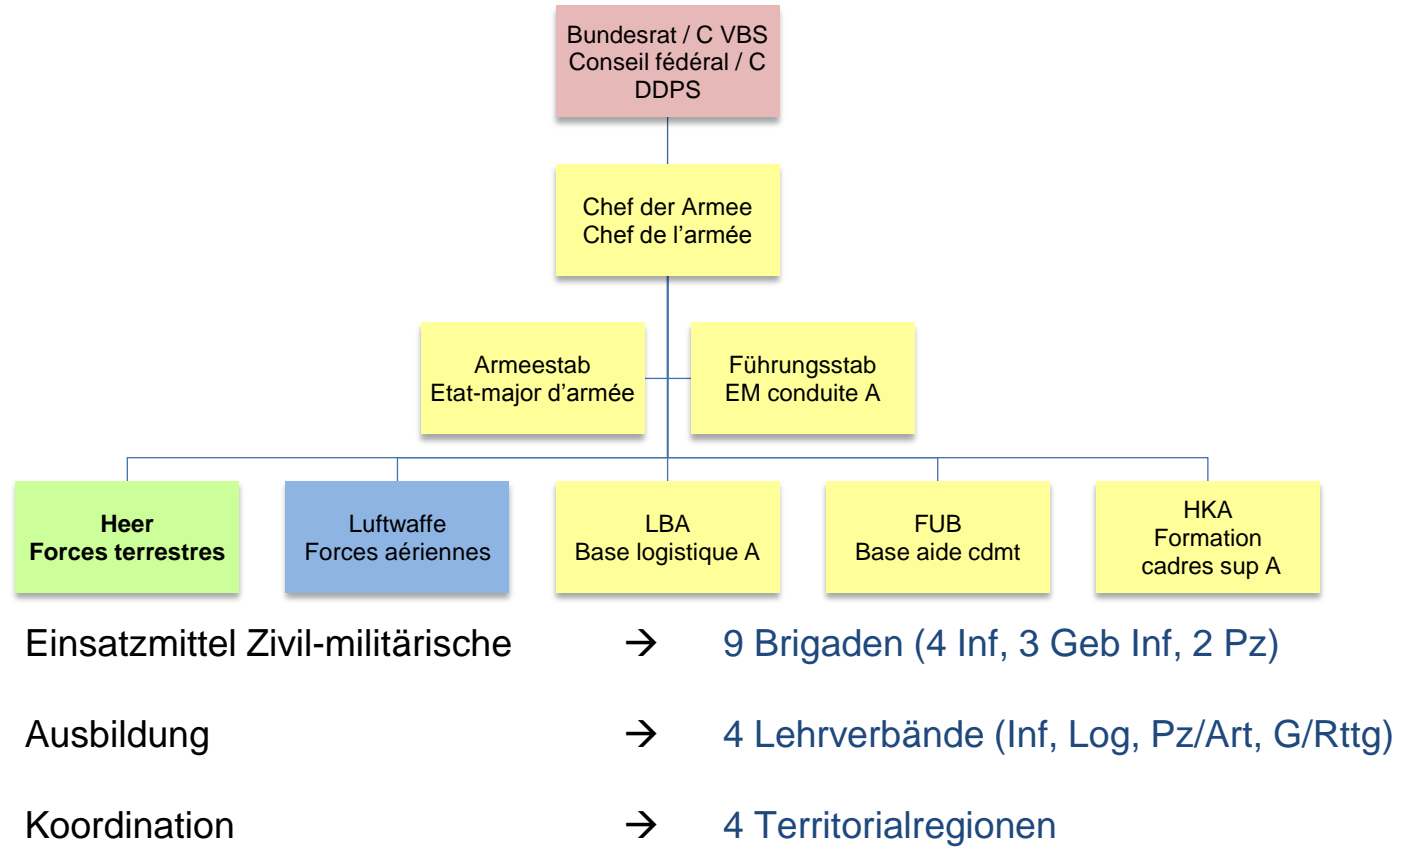 Bundesrat / C VBS
Conseil fédéral / C
DDPS
Chef der Armee
Chef de l’armée
Armeestab
Etat-major d’armée
Führungsstab
EM conduite A
Heer
Forces terrestres
Luftwaffe
Forces aériennes
LBA
Base logistique A
FUB
Base aide cdmt
HKA
Formation
cadres sup A
Einsatzmittel Zivil-militärische → 9 Brigaden (4 Inf, 3 Geb Inf, 2 Pz)
Ausbildung → 4 Lehrverbände (Inf, Log, Pz/Art, G/Rttg)
Koordination → 4 Territorialregionen